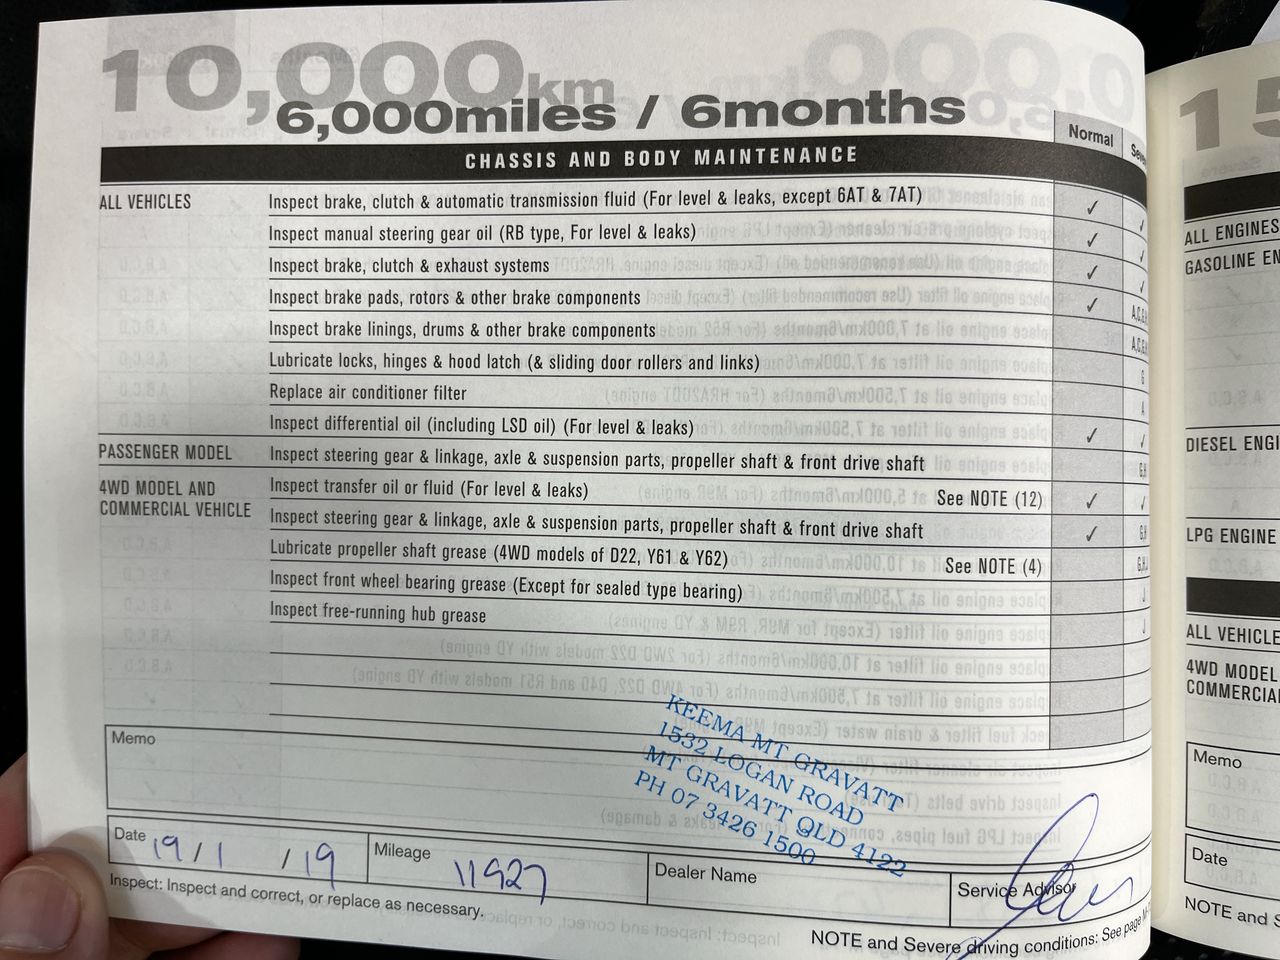 10,000km
6,000miles / 6months
Normal
CHASSIS AND BODY MAINTENANCE
ALL VEHICLES
Inspect brake, clutch & automatic transmission fluid (For level & leaks, except 6AT & 7AT) ✓ ✓
Inspect manual steering gear oil (RB type, For level & leaks) ✓ ✓
Inspect brake, clutch & exhaust systems ✓ ✓
Inspect brake pads, rotors & other brake components ✓
Inspect brake linings, drums & other brake components
Lubricate locks, hinges & hood latch (& sliding door rollers and links) G
Replace air conditioner filter A
Inspect differential oil (including LSD oil) (For level & leaks) ✓ ✓
PASSENGER MODEL
Inspect steering gear & linkage, axle & suspension parts, propeller shaft & front drive shaft G,H
4WD MODEL AND
COMMERCIAL VEHICLE
Inspect transfer oil or fluid (For level & leaks) See NOTE (12) ✓ ✓
Inspect steering gear & linkage, axle & suspension parts, propeller shaft & front drive shaft ✓ G,H
Lubricate propeller shaft grease (4WD models of D22, Y61 & Y62) See NOTE (4)
Inspect front wheel bearing grease (Except for sealed type bearing) J
Inspect free-running hub grease J
Memo
KEEMA MT GRAVATT
1532 LOGAN ROAD
MT GRAVATT QLD 4122
PH 07 3426 1500
Date 19/1 /19
Mileage 11927
Dealer Name
Service Advisor
Inspect: Inspect and correct, or replace as necessary.
NOTE and Severe driving conditions: See page
15
ALL ENGINES
GASOLINE EN
DIESEL ENGI
LPG ENGINE
ALL VEHICLE
4WD MODEL
COMMERCIA
Memo
Date
NOTE and S